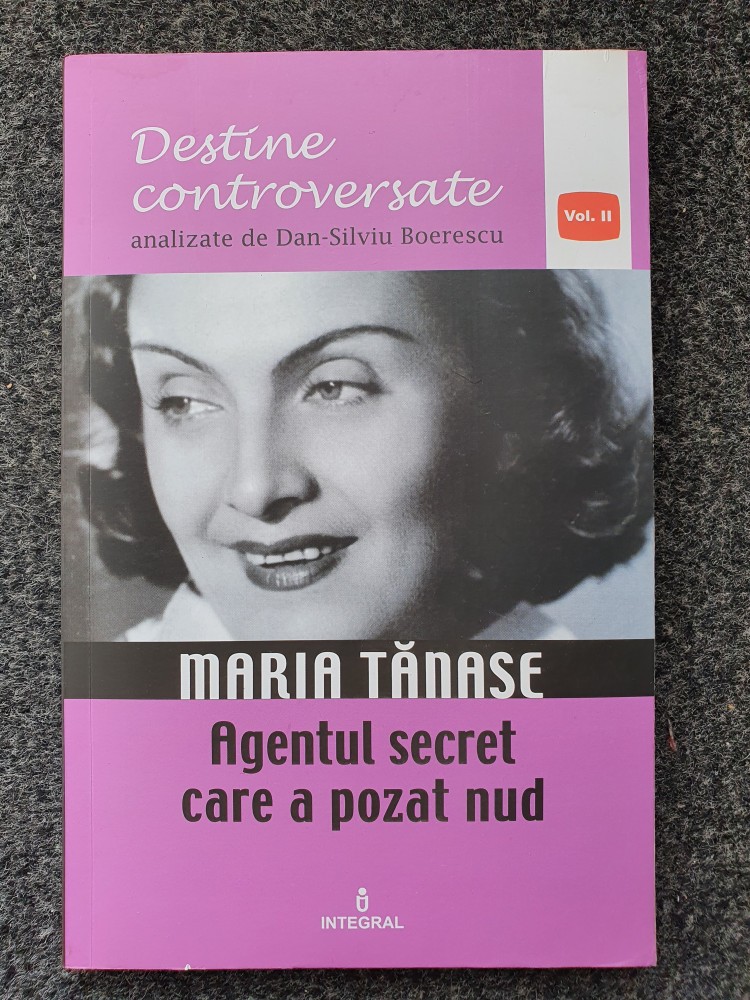 Destine
controversate
analizate de Dan-Silviu Boerescu
Vol. II
MARIA TĂNASE
Agentul secret
care a pozat nud
INTEGRAL